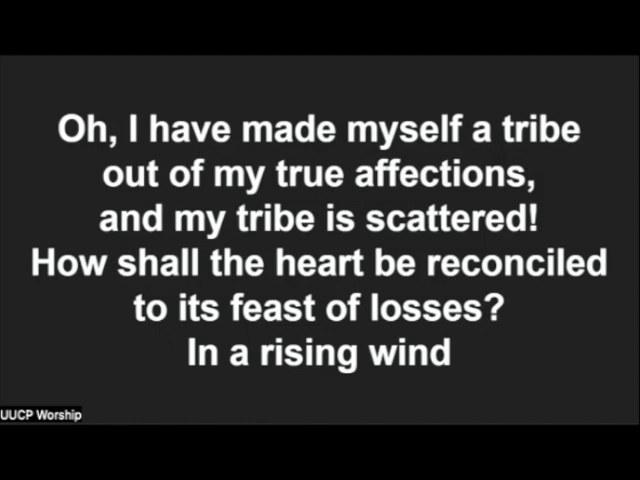 Oh, I have made myself a tribe
out of my true affections,
and my tribe is scattered!
How shall the heart be reconciled
to its feast of losses?
In a rising wind
UUCP Worship